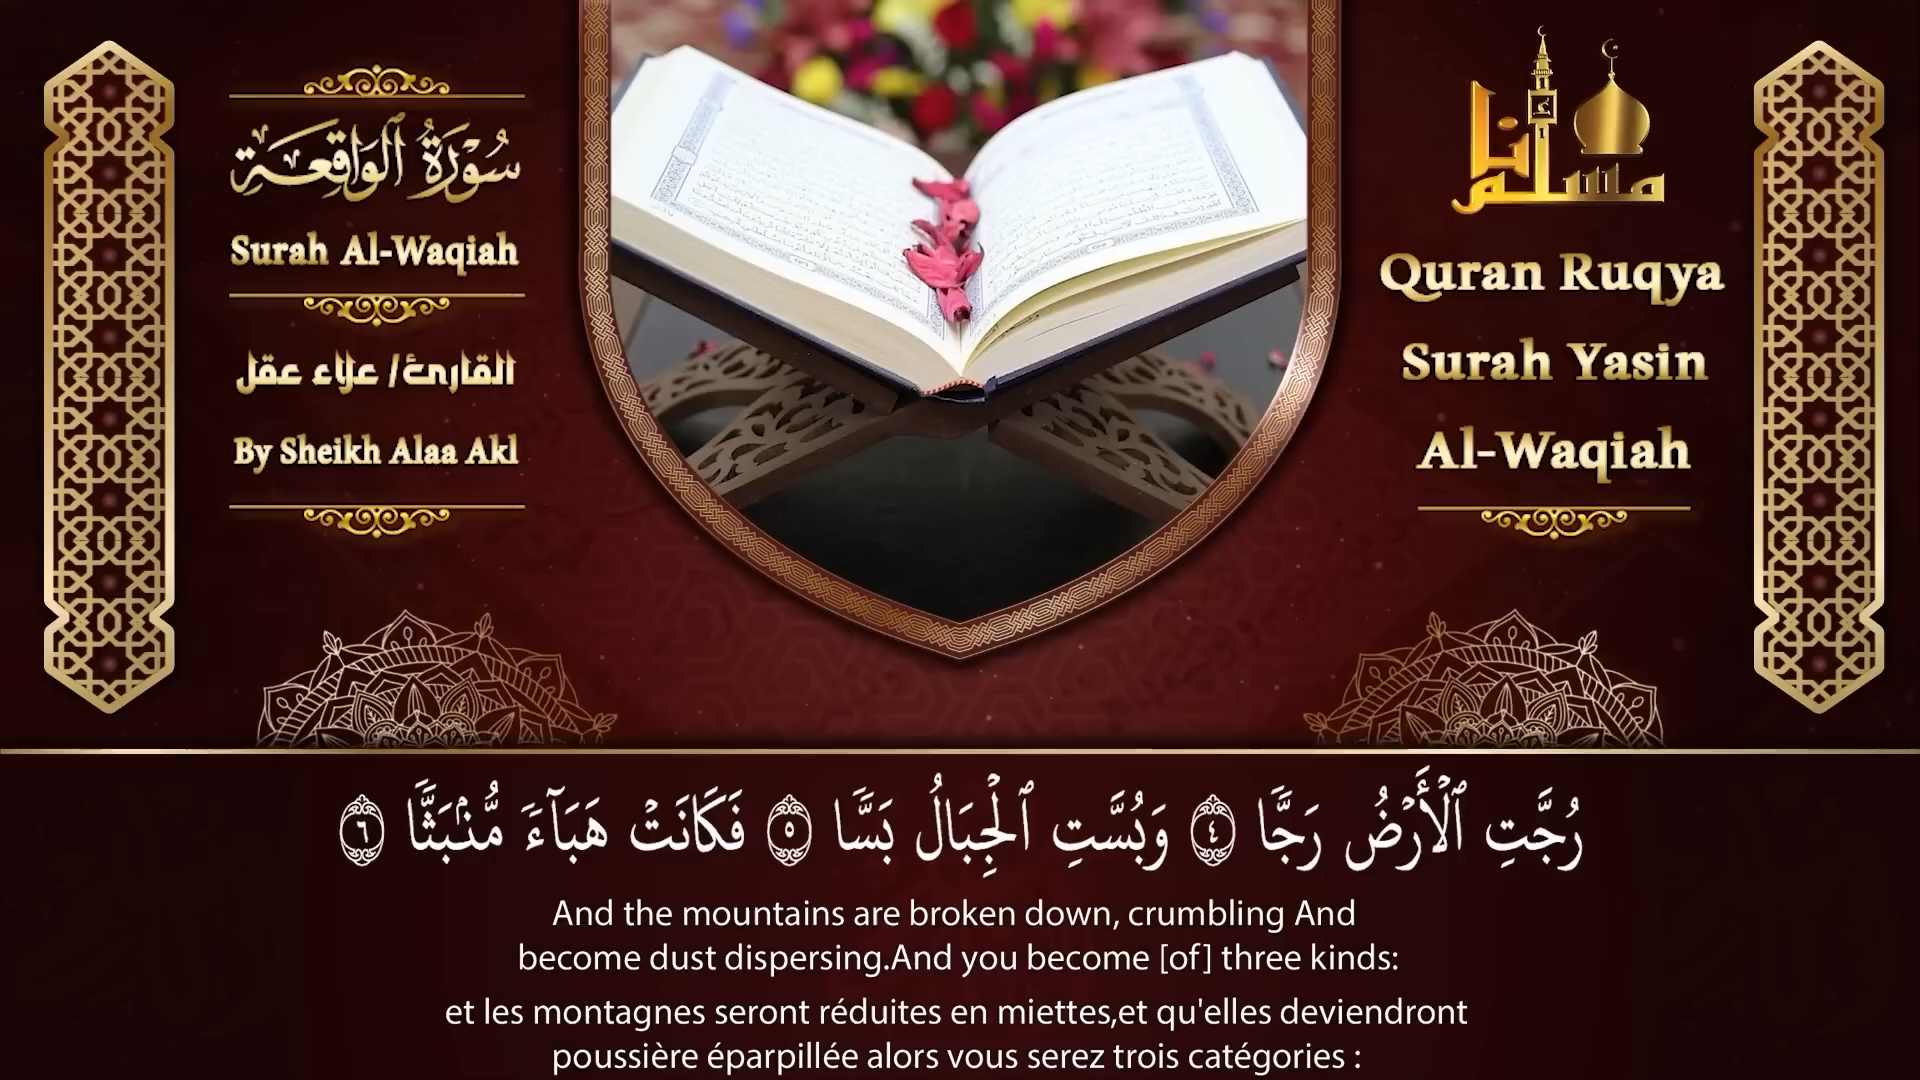 سُورَةُ ٱلْوَاقِعَة
Surah Al-Waqiah
القارئ/ علاء عقل
By Sheikh Alaa Akl
أنا
مسلم
Quran Ruqya
Surah Yasin
Al-Waqiah
رُجَّتِ ٱلْأَرْضُ رَجًّا ٤ وَبُسَّتِ ٱلْجِبَالُ بَسًّا ٥ فَكَانَتْ هَبَآءً مُّنۢبَثًّا ٦
And the mountains are broken down, crumbling And
become dust dispersing.And you become [of] three kinds:
et les montagnes seront réduites en miettes,et qu'elles deviendront
poussière éparpillée alors vous serez trois catégories :